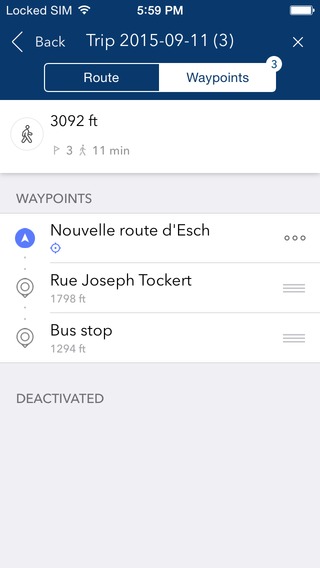 Locked SIM 5:59 PM
Back Trip 2015-09-11 (3)
Route Waypoints 3
3092 ft
3 11 min
WAYPOINTS
Nouvelle route d'Esch
Rue Joseph Tockert
1798 ft
Bus stop
1294 ft
DEACTIVATED